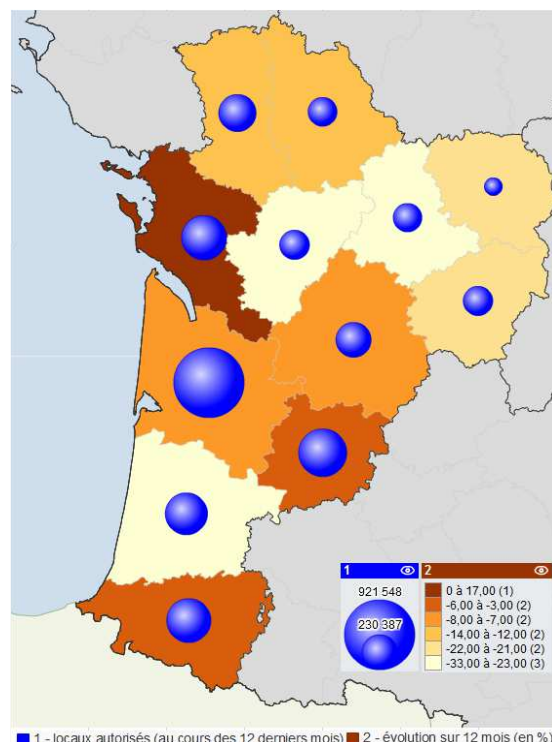 1
2
921 548
230 387
0 à 17,00 (1)
-6,00 à -3,00 (2)
-8,00 à -7,00 (2)
-14,00 à -12,00 (2)
-22,00 à -21,00 (2)
-33,00 à -23,00 (3)
1 - locaux autorisés (au cours des 12 derniers mois) 2 - évolution sur 12 mois (en %)